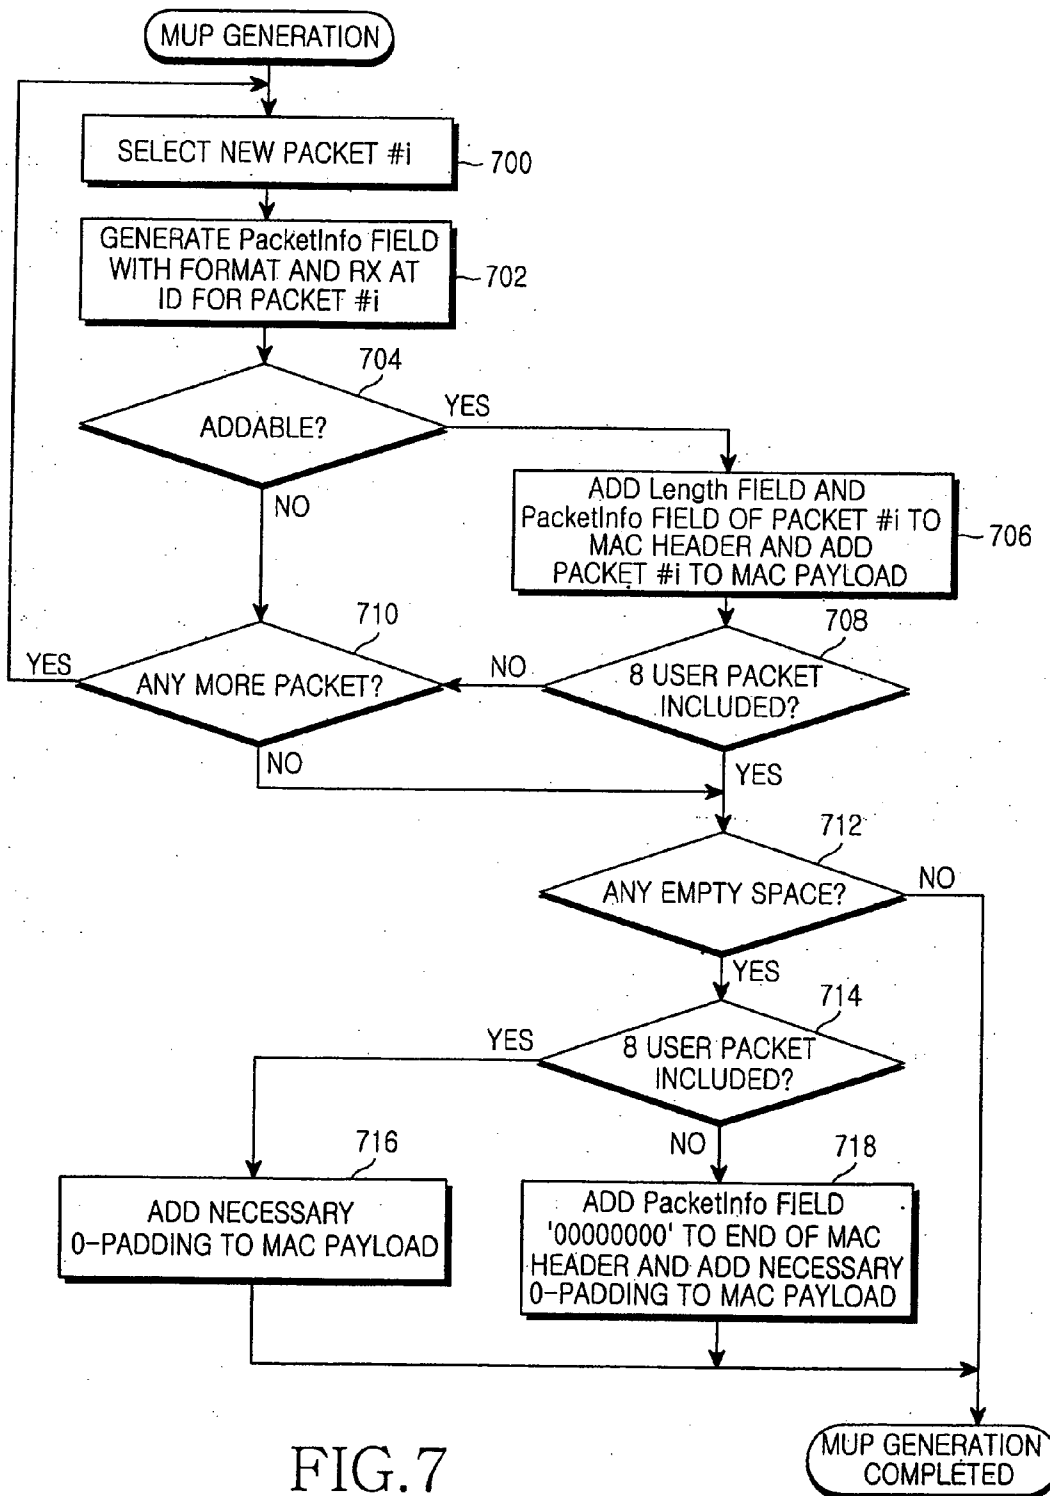 MUP GENERATION
SELECT NEW PACKET #i
700
GENERATE PacketInfo FIELD
WITH FORMAT AND RX AT
ID FOR PACKET #i
702
704
ADDABLE?
YES
NO
ADD Length FIELD AND
PacketInfo FIELD OF PACKET #i TO
MAC HEADER AND ADD
PACKET #i TO MAC PAYLOAD
706
710
708
YES
ANY MORE PACKET?
NO
8 USER PACKET
INCLUDED?
NO
YES
712
ANY EMPTY SPACE?
NO
YES
714
YES
8 USER PACKET
INCLUDED?
NO
716
718
ADD NECESSARY
0-PADDING TO MAC PAYLOAD
ADD PacketInfo FIELD
'00000000' TO END OF MAC
HEADER AND ADD NECESSARY
0-PADDING TO MAC PAYLOAD
MUP GENERATION
COMPLETED
FIG.7